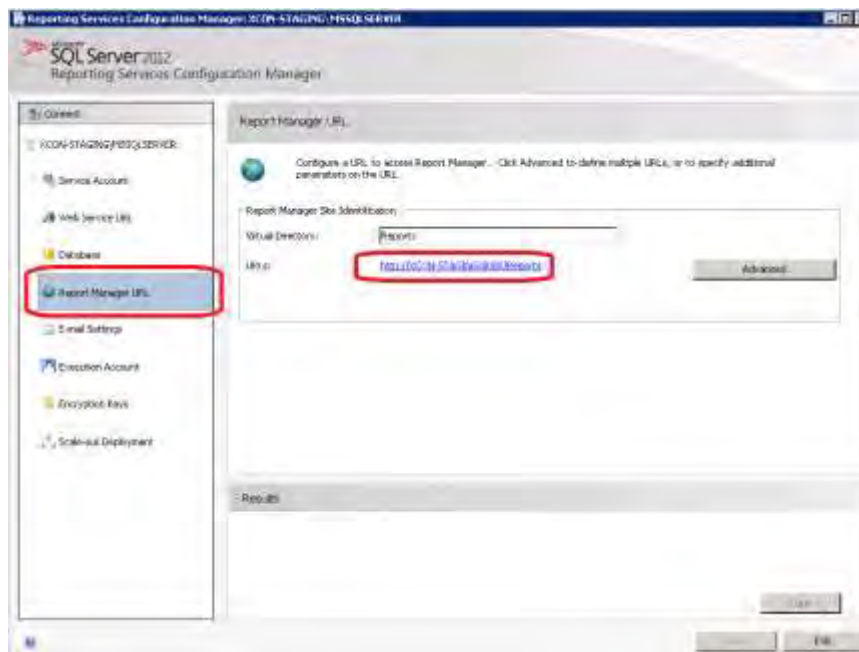 Reporting Services Configuration Manager: XCON-STAGING\MSSQLSERVER
Microsoft
SQL Server 2012
Reporting Services Configuration Manager
Connect
XCON-STAGING\MSSQLSERVER
Service Account
Web Service URL
Database
Report Manager URL
E-mail Settings
Execution Account
Encryption Keys
Scale-out Deployment
Report Manager URL
Configure a URL to access Report Manager. Click Advanced to define multiple URLs, or to specify additional
parameters on the URL.
Report Manager Site Identification
Virtual Directory:
Reports
URLs:
Advanced
Results
Exit